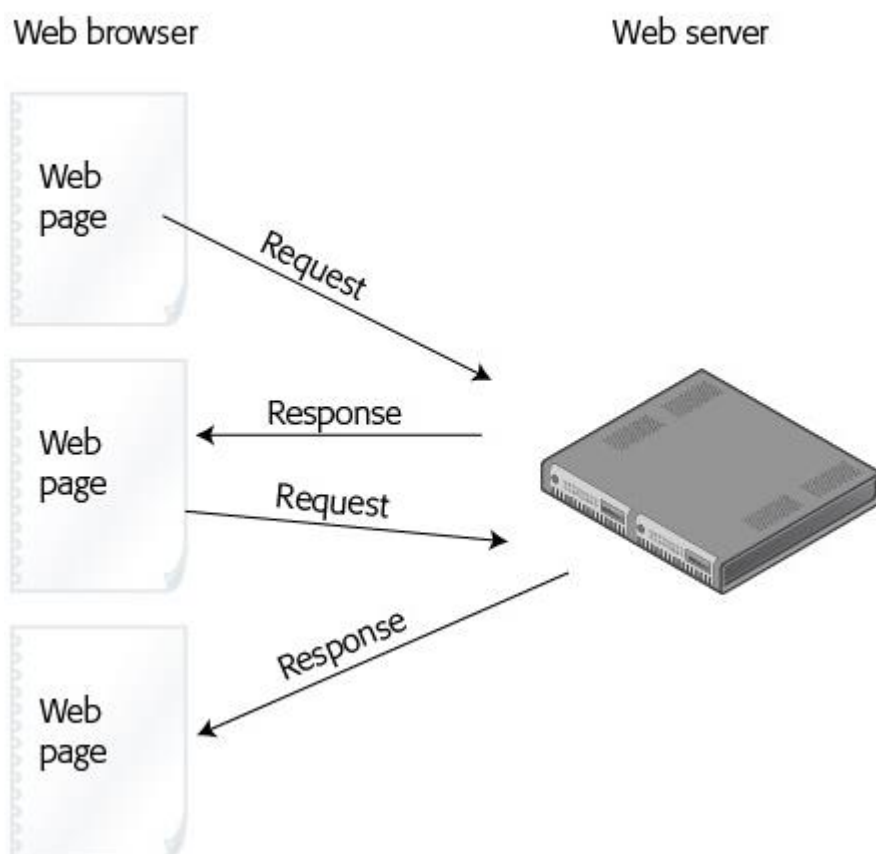 Web browser
Web server
Web
page
Request
Response
Web
page
Request
Response
Web
page